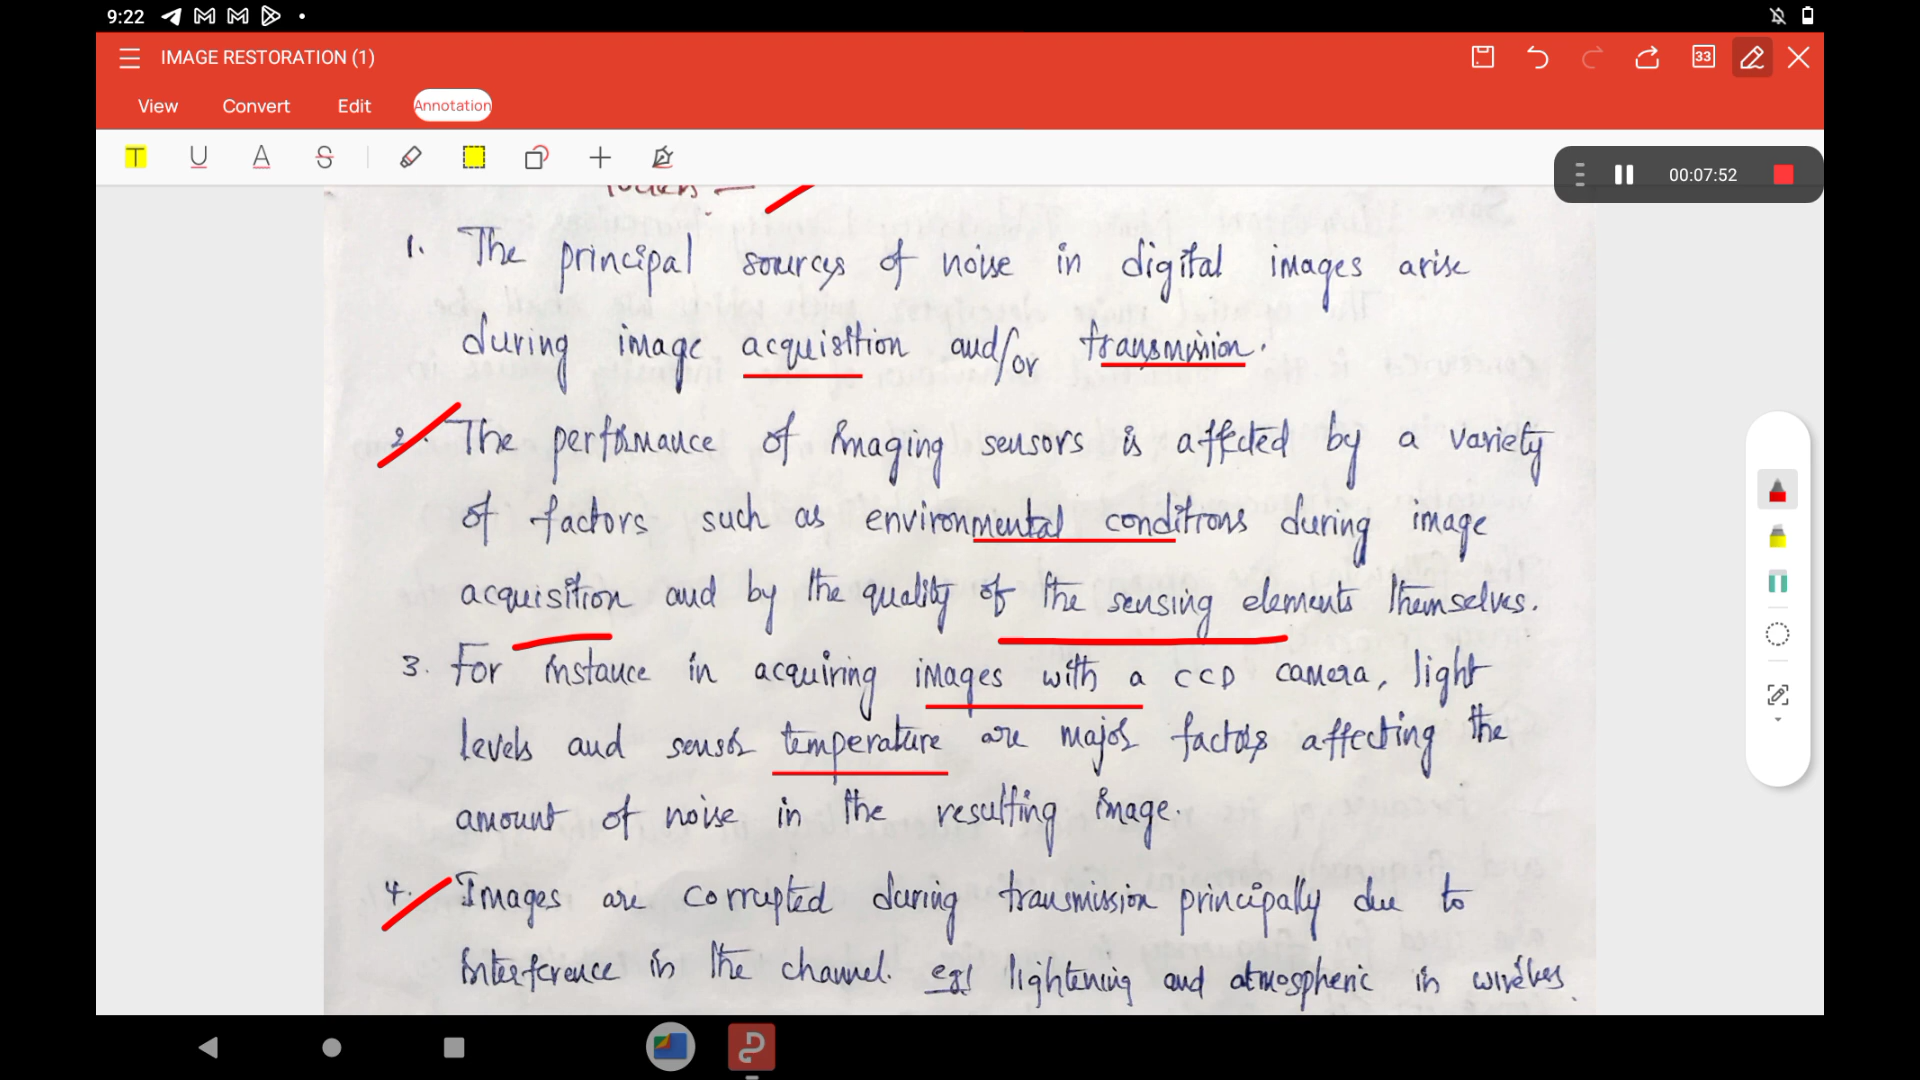 9:22
IMAGE RESTORATION (1)
33
View Convert Edit Annotation
T U A S
00:07:52
1. The principal sources of noise in digital images arise
during image acquisition and/or transmission.
2. The performance of imaging sensors is affected by a variety
of factors such as environmental conditions during image
acquisition and by the quality of the sensing elements themselves.
3. For instance in acquiring images with a CCD camera, light
levels and sensor temperature are major factors affecting the
amount of noise in the resulting image.
4. Images are corrupted during transmission principally due to
interference in the channel. eg! lightening and atmospheric in wireless